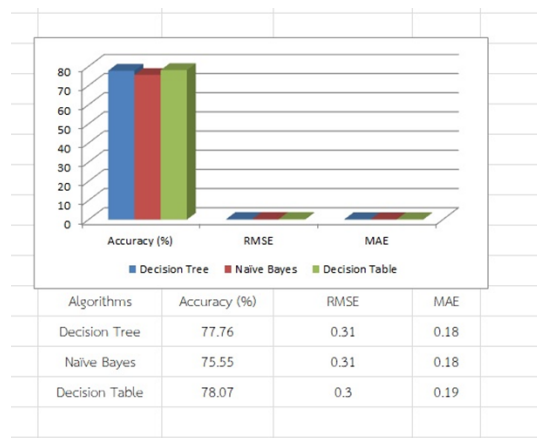 80
70
60
50
40
30
20
10
0
Accuracy (%) RMSE MAE
Decision Tree Naïve Bayes Decision Table
Algorithms Accuracy (%) RMSE MAE
Decision Tree 77.76 0.31 0.18
Naïve Bayes 75.55 0.31 0.18
Decision Table 78.07 0.3 0.19